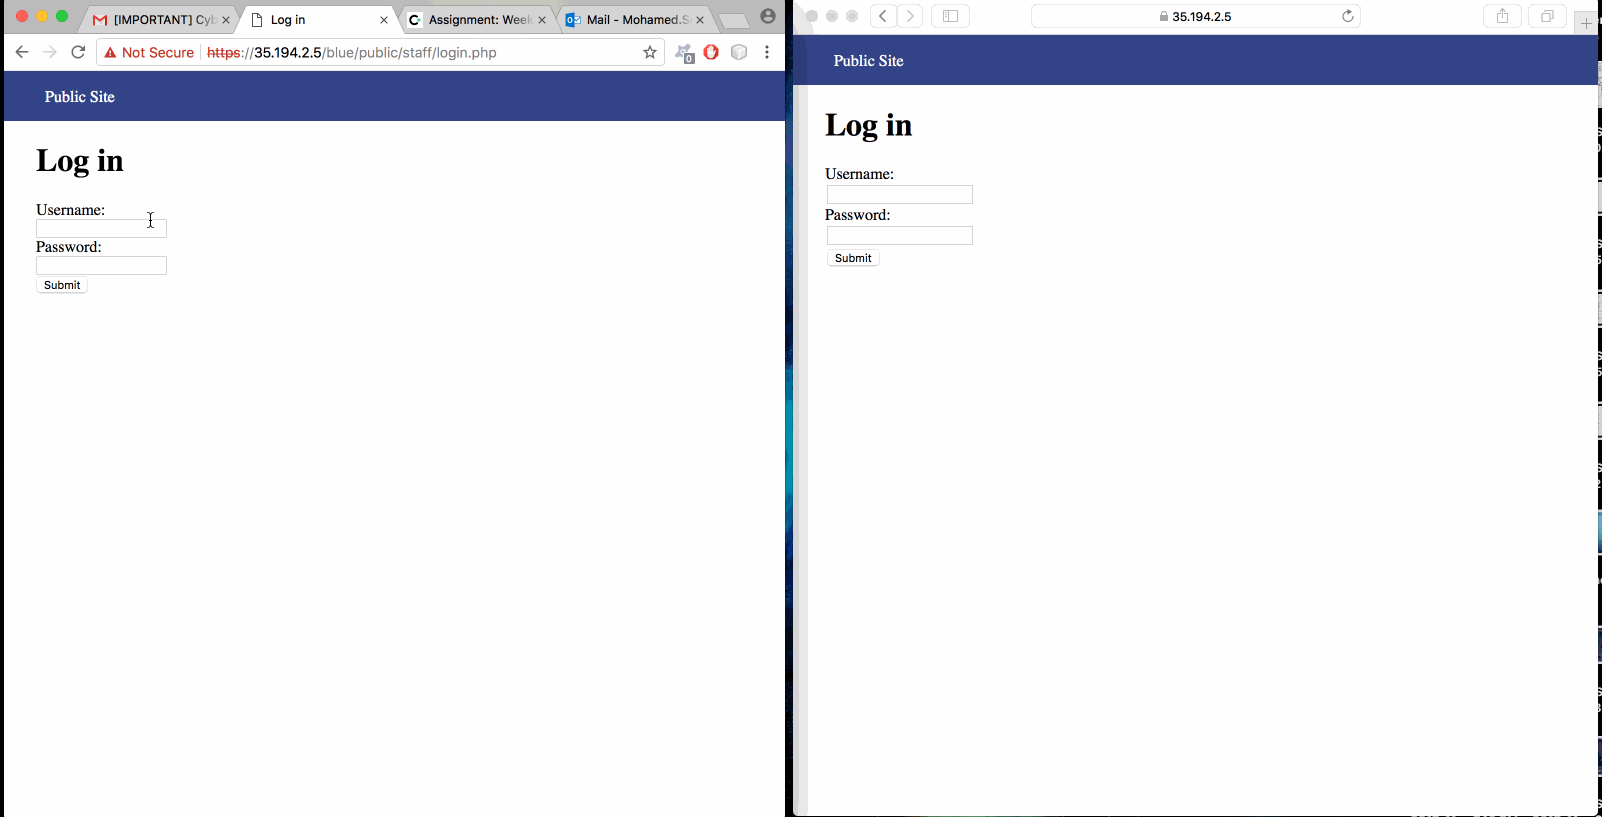 [IMPORTANT] Cyb
Log in
Assignment: Week
Mail - Mohamed.S
Not Secure https://35.194.2.5/blue/public/staff/login.php
0
Public Site
Log in
Username:
Password:
Submit
35.194.2.5
Public Site
Log in
Username:
Password:
Submit